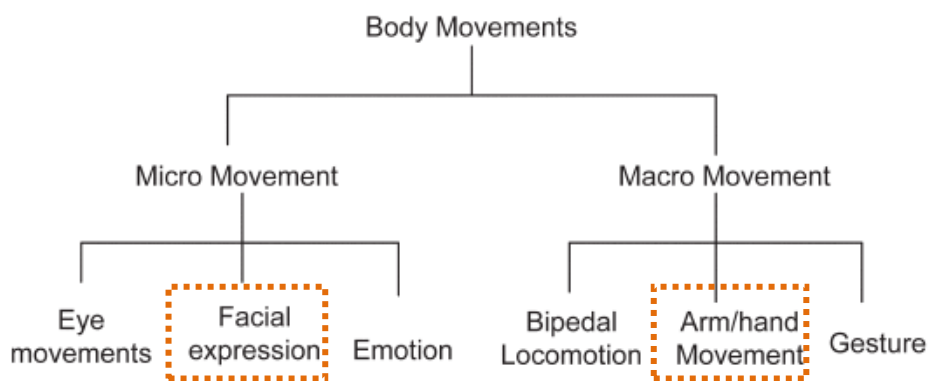 Body Movements
Micro Movement
Macro Movement
Eye
movements
Facial
expression
Emotion
Bipedal
Locomotion
Arm/hand
Movement
Gesture